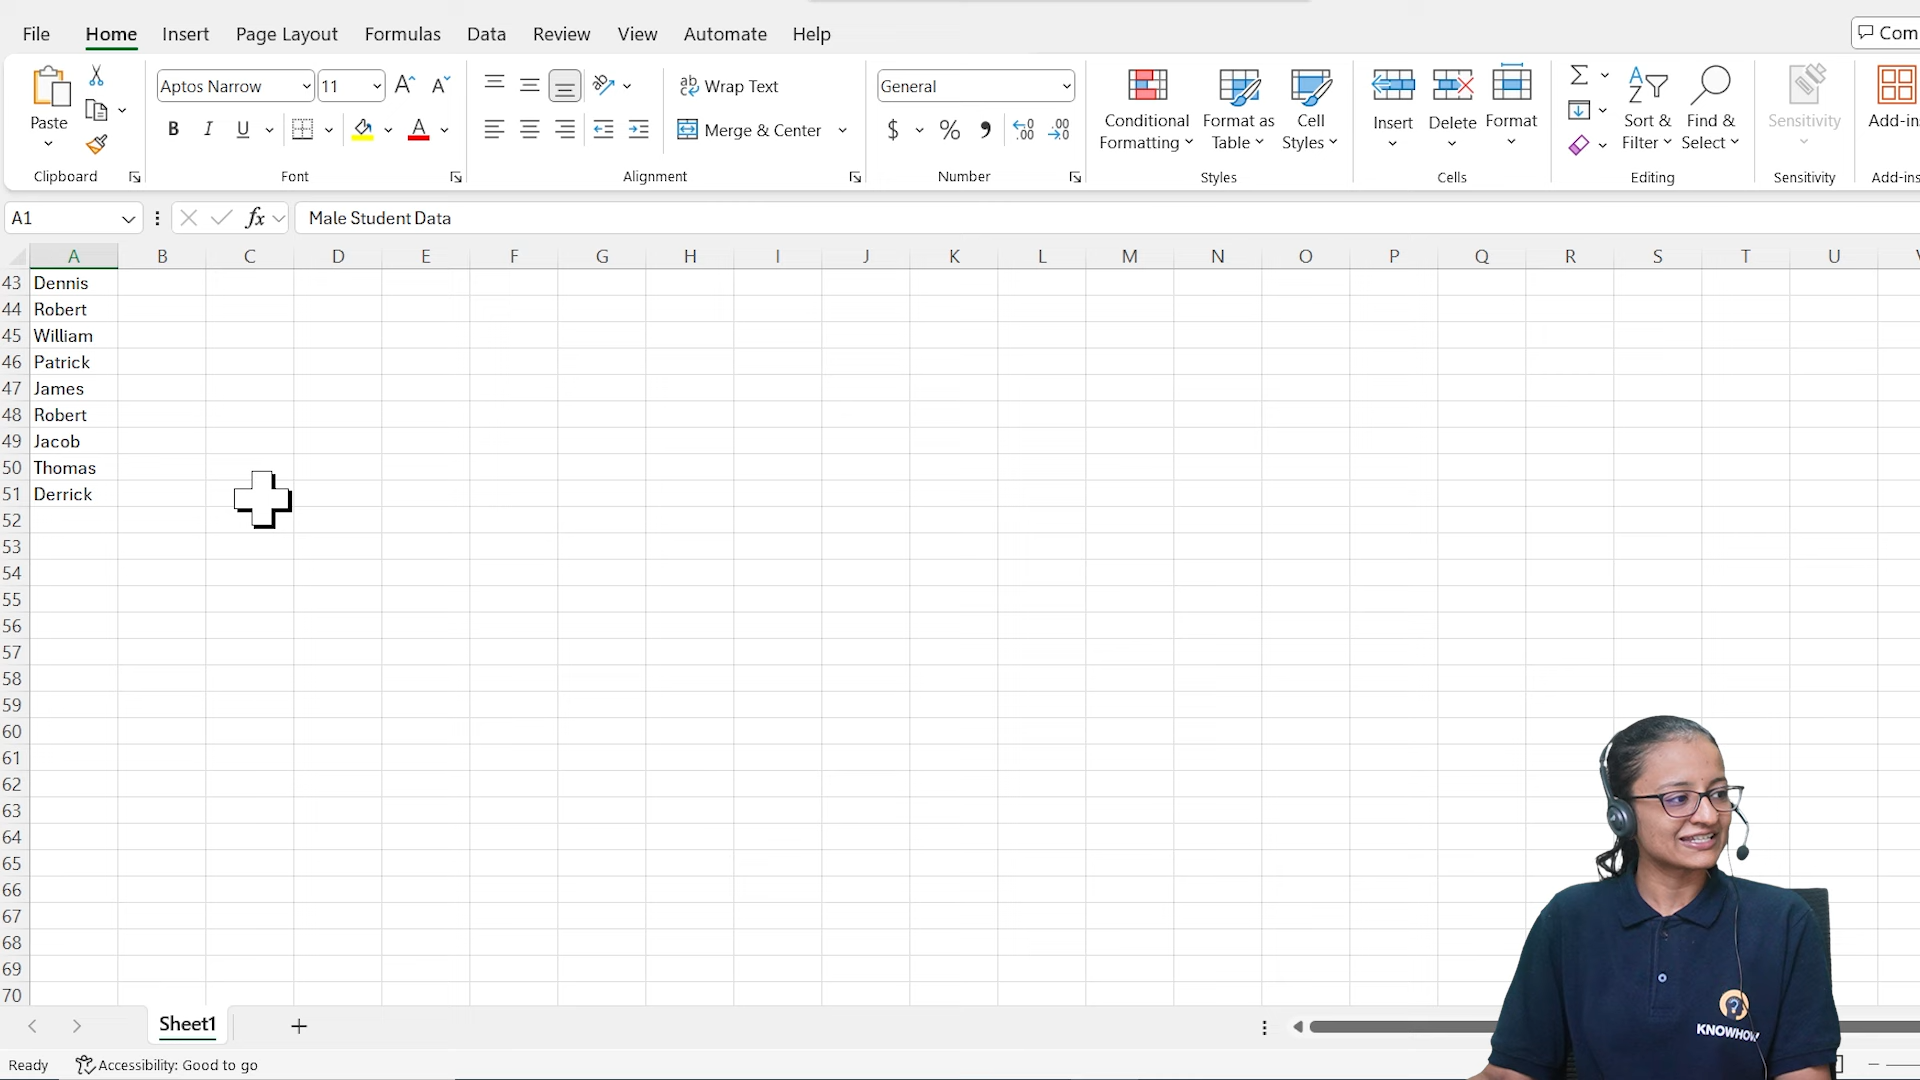 File Home Insert Page Layout Formulas Data Review View Automate Help Com
Paste
Clipboard
Aptos Narrow 11
B I U A
Font
ab Wrap Text
Merge & Center
Alignment
General
$ % 9
Number
Conditional Formatting
Format as Table
Cell Styles
Styles
Insert Delete Format
Cells
Sort & Filter
Find & Select
Editing
Sensitivity
Sensitivity
Add-ins
Add-ins
A1 fx Male Student Data
A B C D E F G H I J K L M N O P Q R S T U
43 Dennis
44 Robert
45 William
46 Patrick
47 James
48 Robert
49 Jacob
50 Thomas
51 Derrick
52
53
54
55
56
57
58
59
60
61
62
63
64
65
66
67
68
69
70
KNOWHOW
Sheet1
Ready Accessibility: Good to go